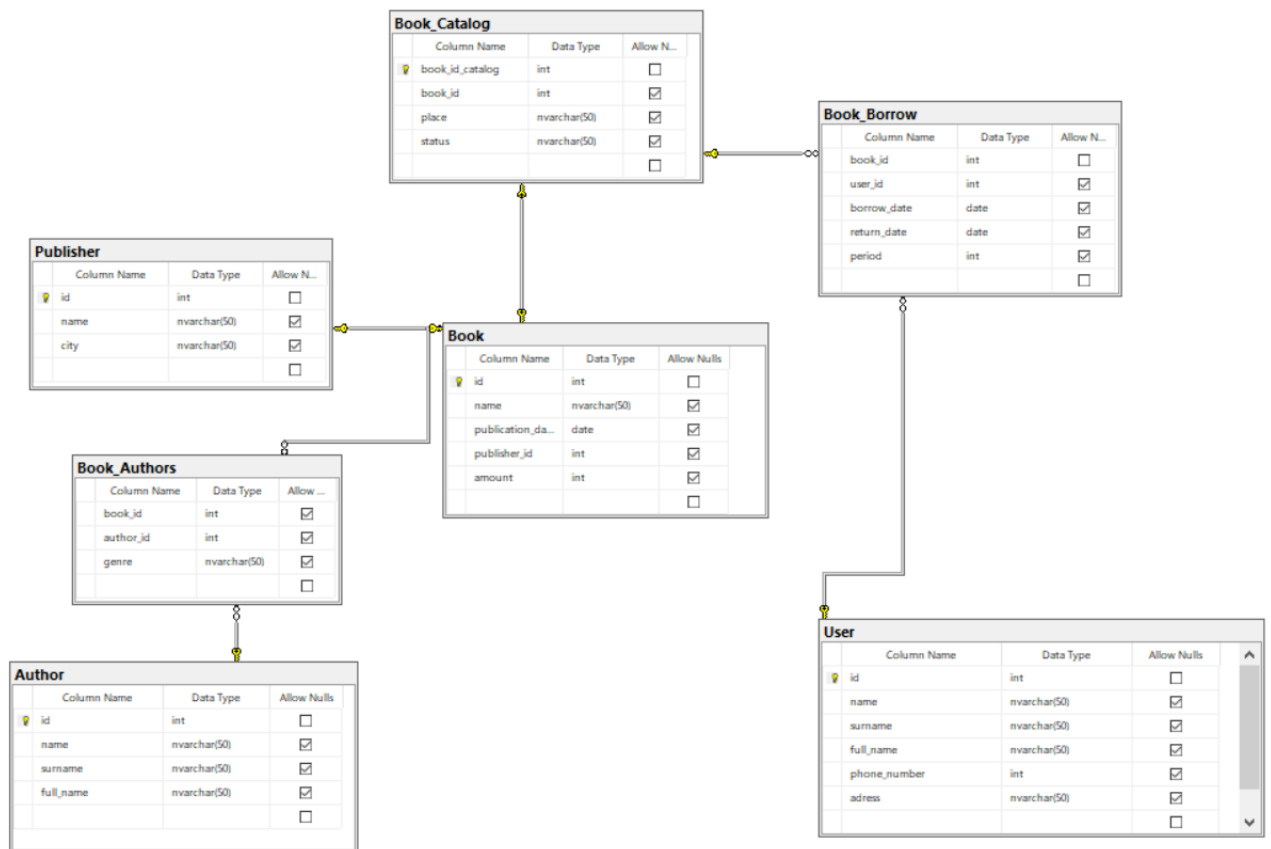 Book_Catalog
Column Name Data Type Allow N...
book_id_catalog int
book_id int
place nvarchar(50)
status nvarchar(50)
Book_Borrow
Column Name Data Type Allow N...
book_id int
user_id int
borrow_date date
return_date date
period int
Publisher
Column Name Data Type Allow N...
id int
name nvarchar(50)
city nvarchar(50)
Book
Column Name Data Type Allow Nulls
id int
name nvarchar(50)
publication_da... date
publisher_id int
amount int
Book_Authors
Column Name Data Type Allow ...
book_id int
author_id int
genre nvarchar(50)
Author
Column Name Data Type Allow Nulls
id int
name nvarchar(50)
surname nvarchar(50)
full_name nvarchar(50)
User
Column Name Data Type Allow Nulls
id int
name nvarchar(50)
surname nvarchar(50)
full_name nvarchar(50)
phone_number int
adress nvarchar(50)